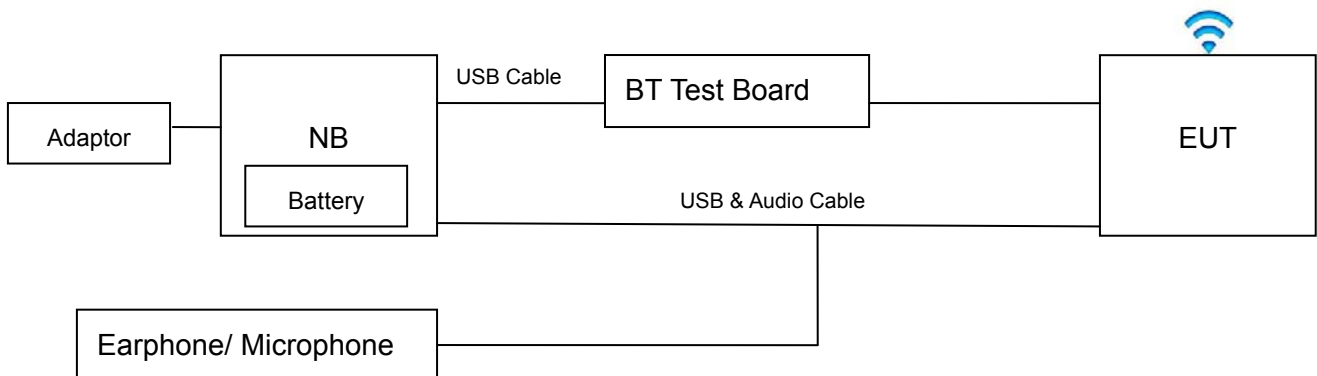 USB Cable
BT Test Board
Adaptor
NB
EUT
Battery
USB & Audio Cable
Earphone/ Microphone